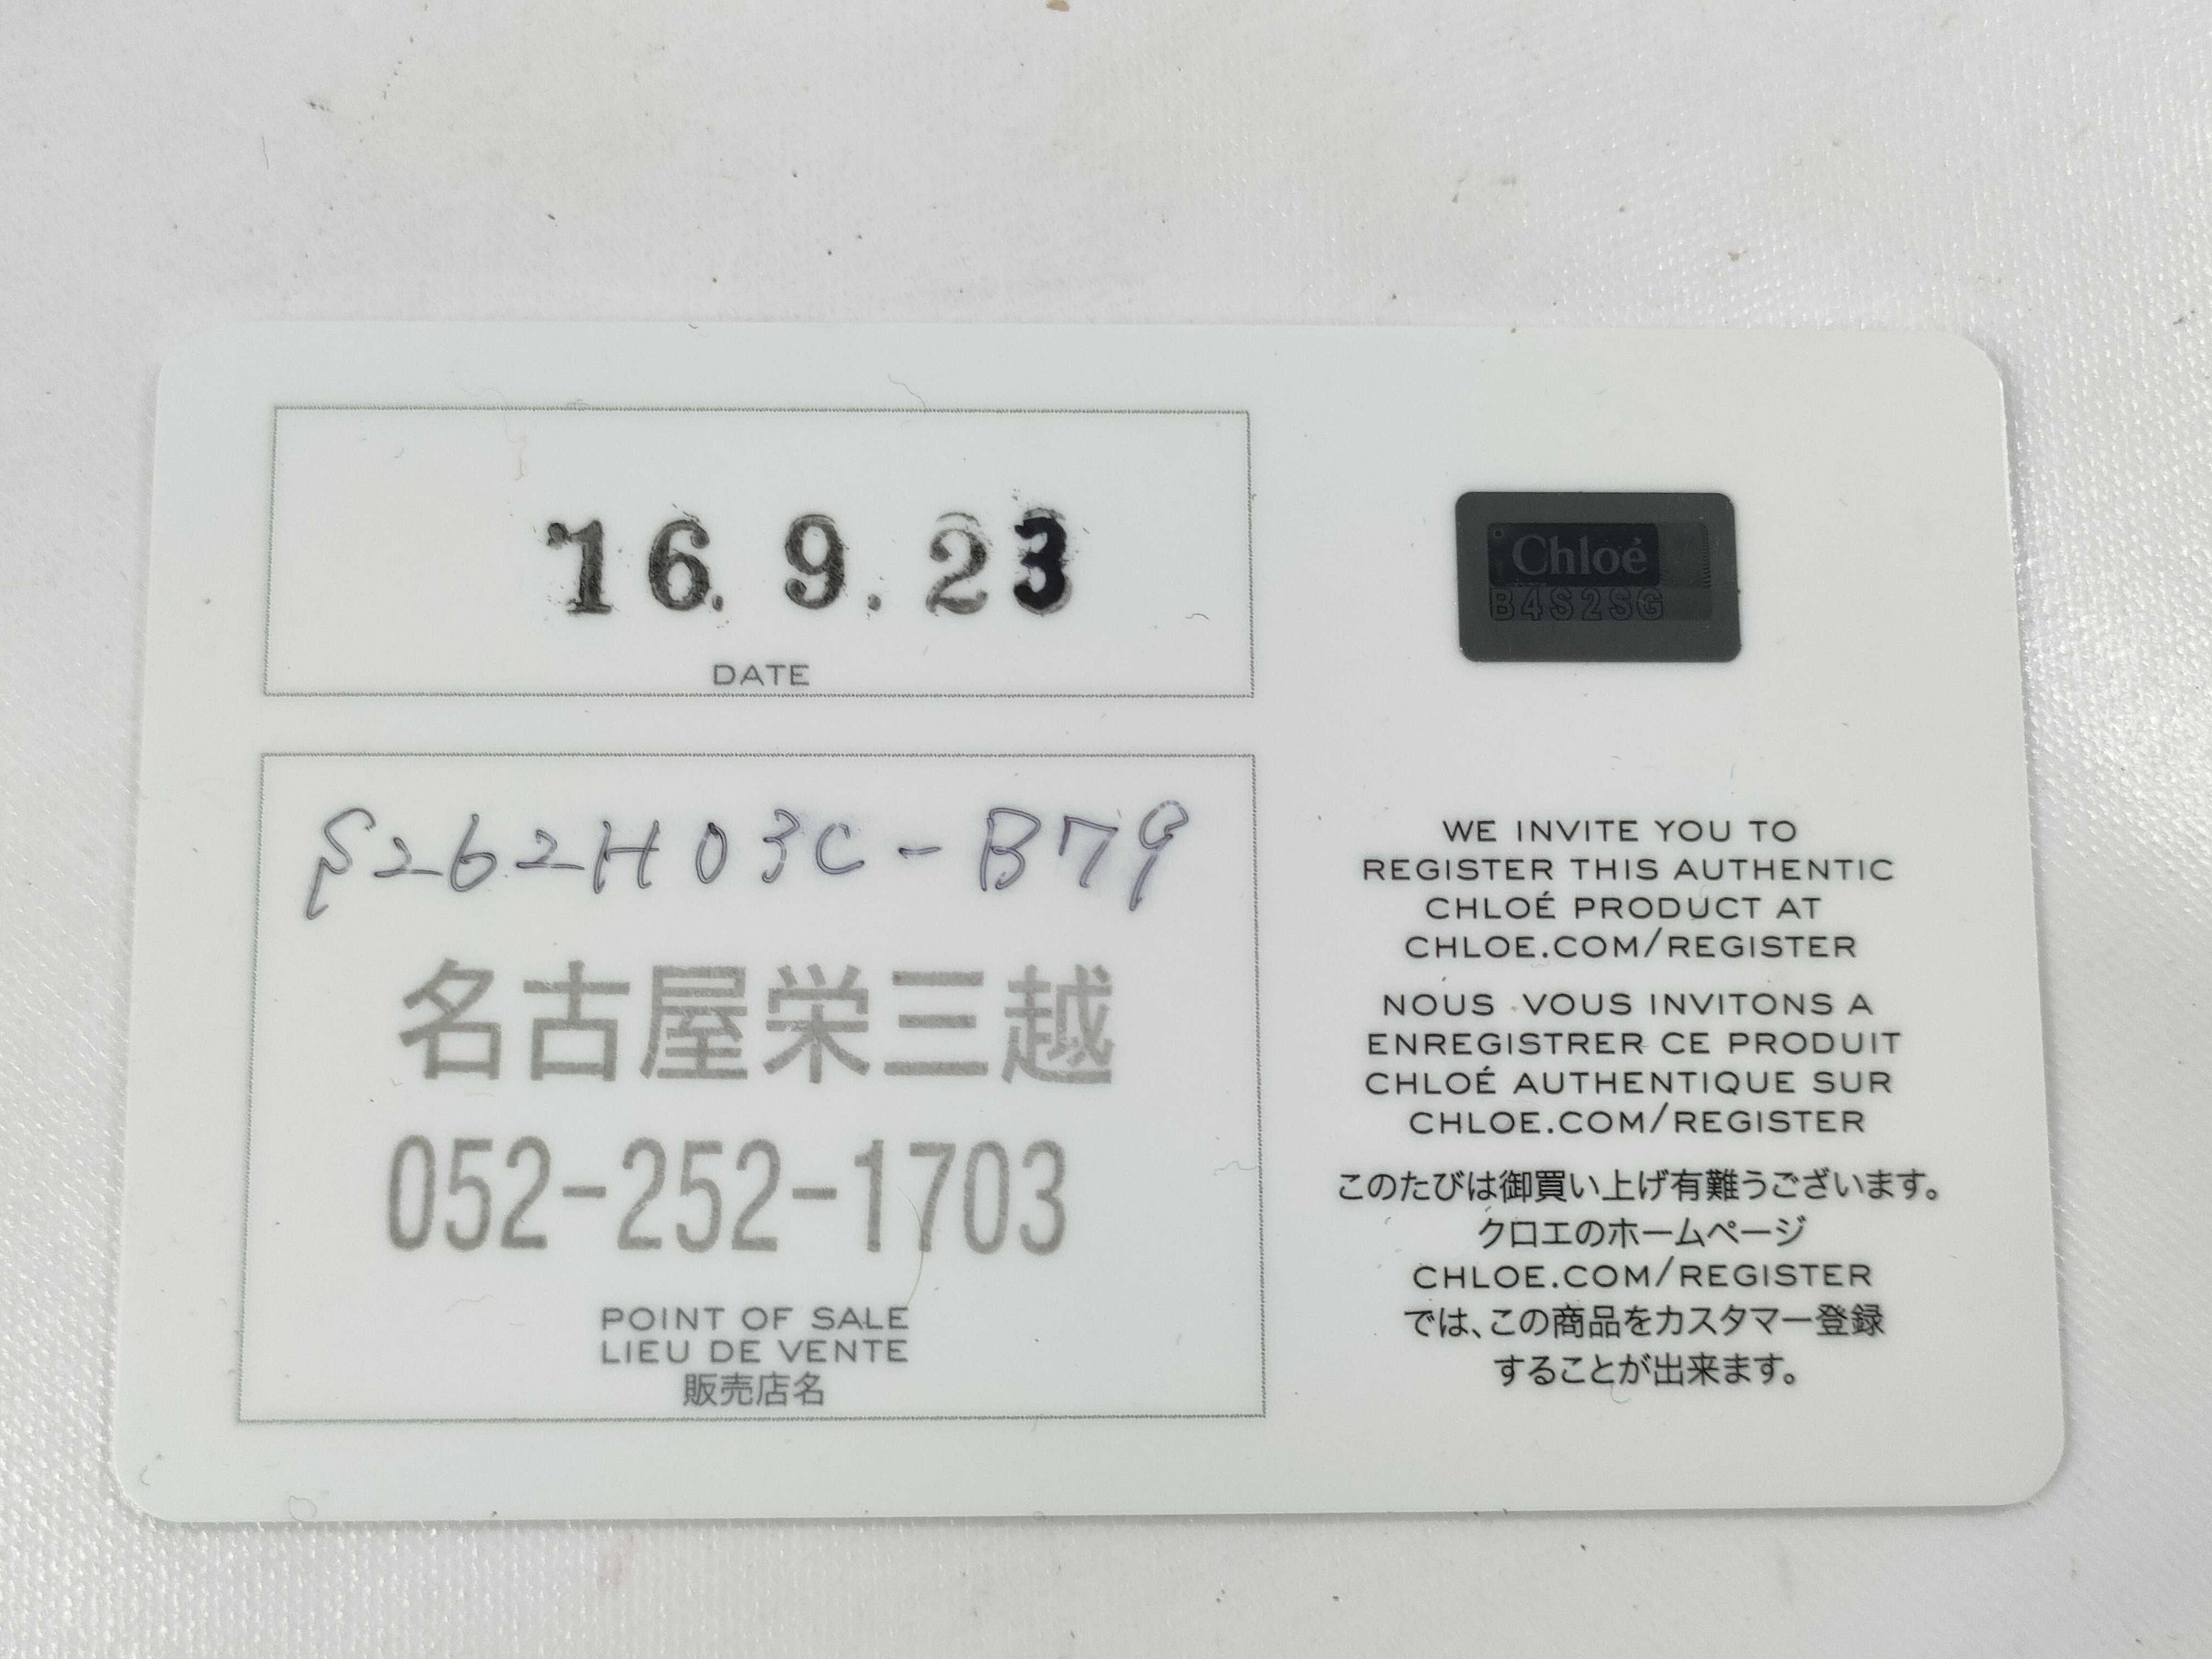 '16. 9. 23
DATE
S262H03C-B79
名古屋栄三越
052-252-1703
POINT OF SALE
LIEU DE VENTE
販売店名
Chloé
B4S2SG
WE INVITE YOU TO
REGISTER THIS AUTHENTIC
CHLOÉ PRODUCT AT
CHLOE.COM/REGISTER
NOUS VOUS INVITONS A
ENREGISTRER CE PRODUIT
CHLOÉ AUTHENTIQUE SUR
CHLOE.COM/REGISTER
このたびは御買い上げ有難うございます。
クロエのホームページ
CHLOE.COM/REGISTER
では、この商品をカスタマー登録
することが出来ます。